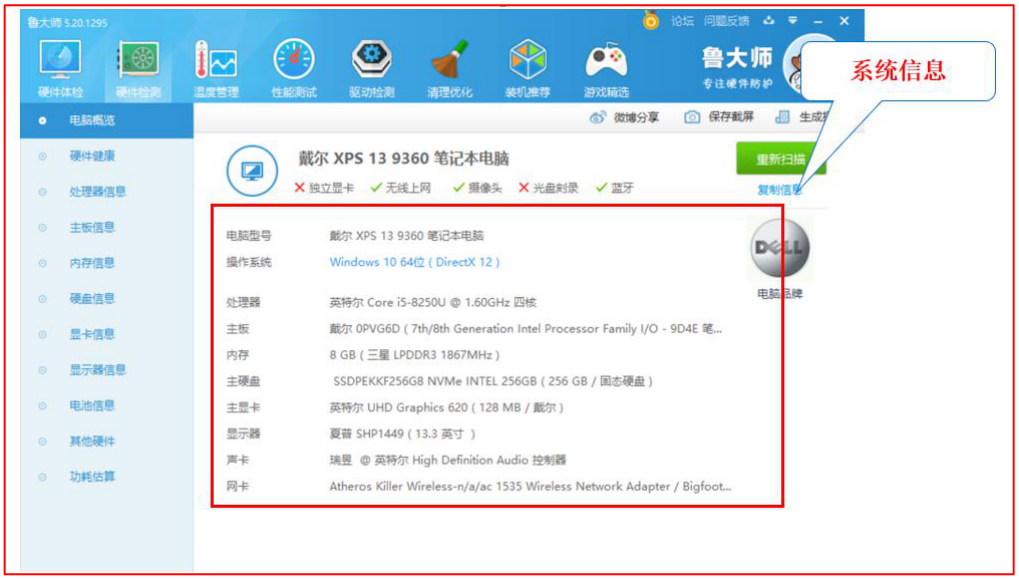 鲁大师 5.20.1295
论坛 问题反馈
硬件体检 硬件检测 温度管理 性能测试 驱动检测 清理优化 装机推荐 游戏精选
鲁大师
专注硬件防护
系统信息
微博分享 保存截屏 生成
电脑概览
硬件健康
处理器信息
主板信息
内存信息
硬盘信息
显卡信息
显示器信息
电池信息
其他硬件
功耗估算
戴尔 XPS 13 9360 笔记本电脑
独立显卡 无线上网 摄像头 光盘刻录 蓝牙
重新扫描
复制信息
电脑型号 戴尔 XPS 13 9360 笔记本电脑
操作系统 Windows 10 64位 ( DirectX 12 )
处理器 英特尔 Core i5-8250U @ 1.60GHz 四核
主板 戴尔 0PVG6D ( 7th/8th Generation Intel Processor Family I/O - 9D4E 笔...
内存 8 GB ( 三星 LPDDR3 1867MHz )
主硬盘 SSDPEKKF256G8 NVMe INTEL 256GB ( 256 GB / 固态硬盘 )
主显卡 英特尔 UHD Graphics 620 ( 128 MB / 戴尔 )
显示器 夏普 SHP1449 ( 13.3 英寸 )
声卡 瑞昱 @ 英特尔 High Definition Audio 控制器
网卡 Atheros Killer Wireless-n/a/ac 1535 Wireless Network Adapter / Bigfoot...
DELL
电脑品牌